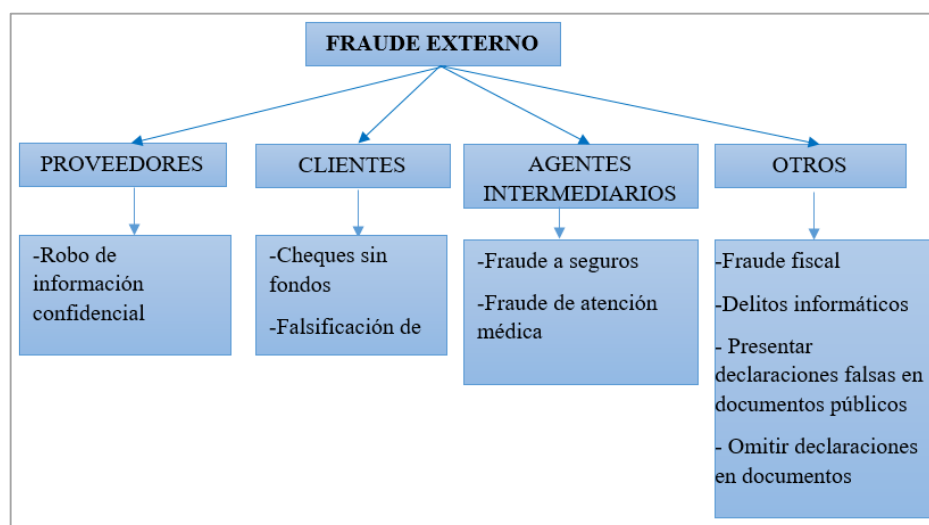 FRAUDE EXTERNO
PROVEEDORES
-Robo de
información
confidencial
CLIENTES
-Cheques sin
fondos
-Falsificación de
AGENTES
INTERMEDIARIOS
-Fraude a seguros
-Fraude de atención
médica
OTROS
-Fraude fiscal
-Delitos informáticos
- Presentar
declaraciones falsas en
documentos públicos
- Omitir declaraciones
en documentos